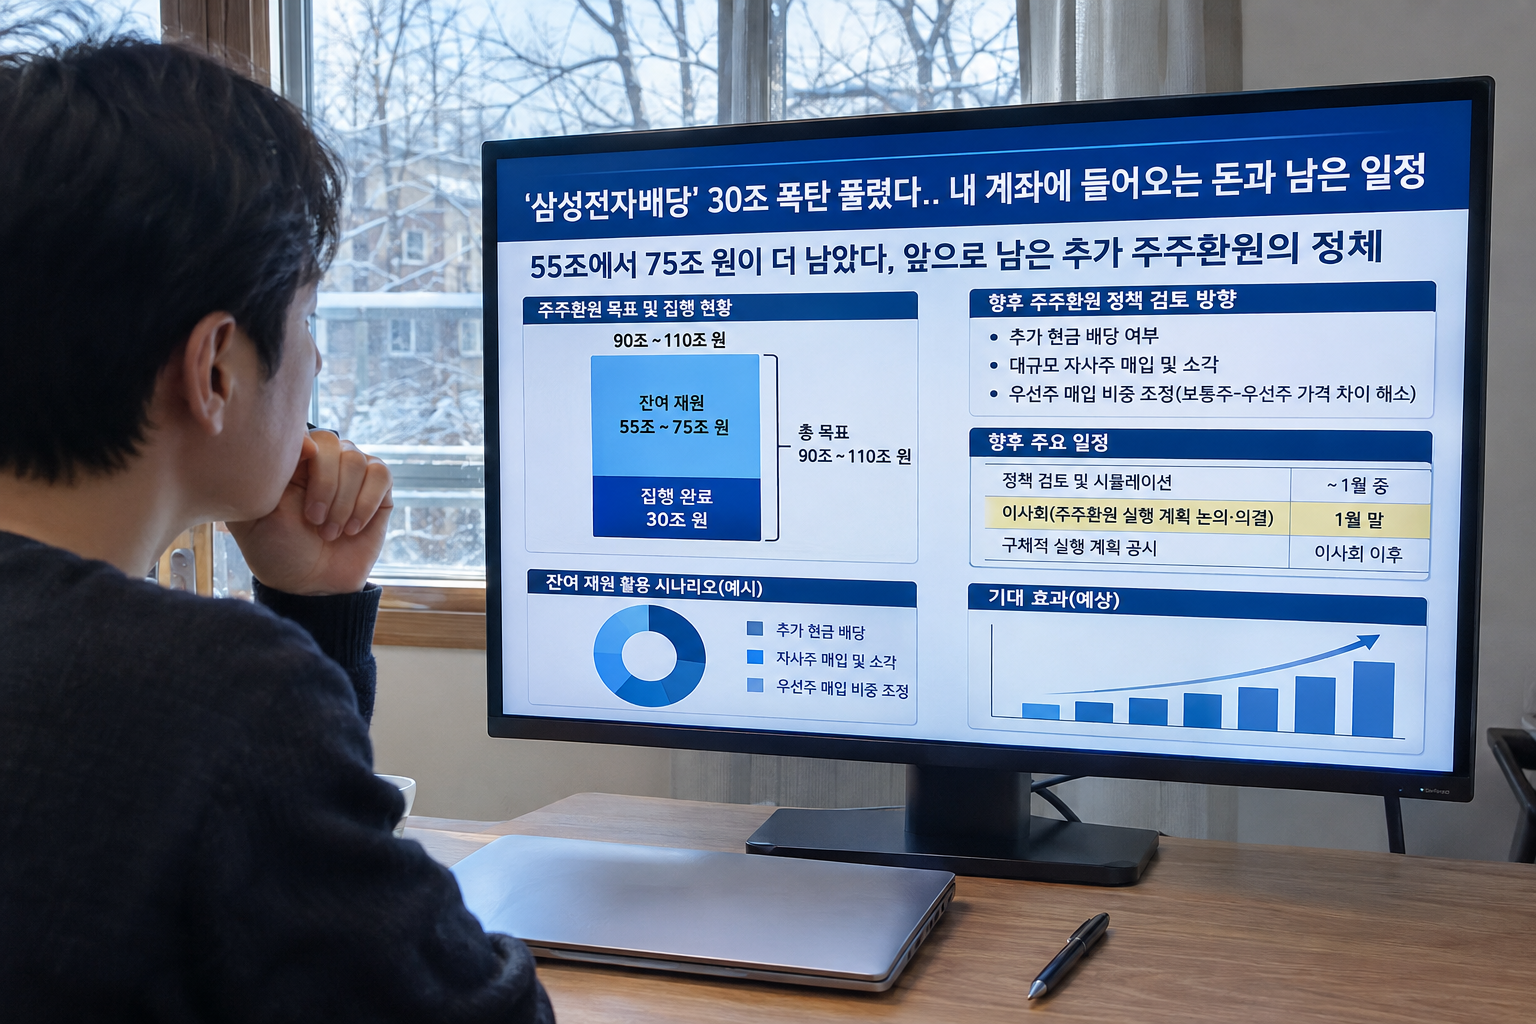 '삼성전자배당' 30조 폭탄 풀렸다.. 내 계좌에 들어오는 돈과 남은 일정
55조에서 75조 원이 더 남았다, 앞으로 남은 추가 주주환원의 정체
주주환원 목표 및 집행 현황
90조~110조 원
잔여 재원
55조~75조 원
집행 완료
30조 원
총 목표
90조~110조 원
향후 주주환원 정책 검토 방향
• 추가 현금 배당 여부
• 대규모 자사주 매입 및 소각
• 우선주 매입 비중 조정(보통주-우선주 가격 차이 해소)
향후 주요 일정
정책 검토 및 시뮬레이션 ~1월 중
이사회(주주환원 실행 계획 논의·의결) 1월 말
구체적 실행 계획 공시 이사회 이후
잔여 재원 활용 시나리오(예시)
추가 현금 배당
자사주 매입 및 소각
우선주 매입 비중 조정
기대 효과(예상)